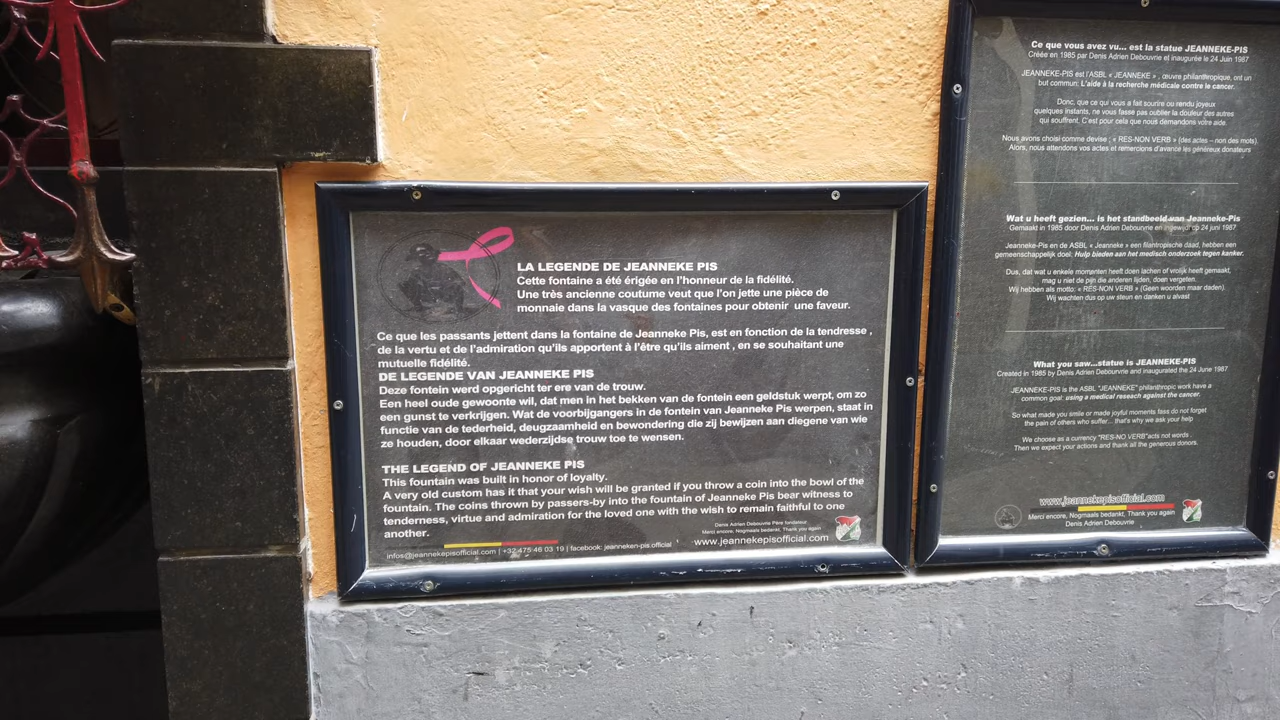 LA LEGENDE DE JEANNEKE PIS
Cette fontaine a été érigée en l'honneur de la fidélité.
Une très ancienne coutume veut que l'on jette une pièce de
monnaie dans la vasque des fontaines pour obtenir une faveur.
Ce que les passants jettent dans la fontaine de Jeanneke Pis, est en fonction de la tendresse ,
de la vertu et de l'admiration qu'ils apportent à l'être qu'ils aiment , en se souhaitant une
mutuelle fidélité.
DE LEGENDE VAN JEANNEKE PIS
Deze fontein werd opgericht ter ere van de trouw.
Een heel oude gewoonte wil, dat men in het bekken van de fontein een geldstuk werpt, om zo
een gunst te verkrijgen. Wat de voorbijgangers in de fontein van Jeanneke Pis werpen, staat in
functie van de tederheid, deugzaamheid en bewondering die zij bewijzen aan diegene van wie
ze houden, door elkaar wederzijdse trouw toe te wensen.
THE LEGEND OF JEANNEKE PIS
This fountain was built in honor of loyalty.
A very old custom has it that your wish will be granted if you throw a coin into the bowl of the
fountain. The coins thrown by passers-by into the fountain of Jeanneke Pis bear witness to
tenderness, virtue and admiration for the loved one with the wish to remain faithful to one
another.
Denis Adrien Debouvrie Père fondateur
Merci encore, Nogmaals bedankt, Thank you again
infos@jeannekepisofficial.com | +32 475 46 03 19 | facebook: jeanneken-pis.official
www.jeannekepisofficial.com
Ce que vous avez vu... est la statue JEANNEKE-PIS
Créée en 1985 par Denis Adrien Debouvrie et inaugurée le 24 Juin 1987
JEANNEKE-PIS est l'ASBL « JEANNEKE » , œuvre philanthropique, ont un
but commun: L'aide à la recherche médicale contre le cancer.
Donc, que ce qui vous a fait sourire ou rendu joyeux
quelques instants, ne vous fasse pas oublier la douleur des autres
qui souffrent. C'est pour cela que nous demandons votre aide.
Nous avons choisi comme devise : « RES-NON VERB » (des actes – non des mots).
Alors, nous attendons vos actes et remercions d'avance les généreux donateurs
Wat u heeft gezien... is het standbeeld van Jeanneke-Pis
Gemaakt in 1985 door Denis Adrien Debouvrie en ingewijd op 24 juni 1987
Jeanneke-Pis en de ASBL « Jeanneke » een filantropische daad, hebben een
gemeenschappelijk doel: Hulp bieden aan het medisch onderzoek tegen kanker.
Dus, dat wat u enkele momenten heeft doen lachen of vrolijk heeft gemaakt,
mag u niet de pijn die anderen lijden, doen vergeten.
Wij hebben als motto: « RES-NON VERB » (Geen woorden maar daden).
Wij wachten dus op uw steun en danken u alvast
What you saw...statue is JEANNEKE-PIS
Created in 1985 by Denis Adrien Debourvrie and inaugurated the 24 June 1987
JEANNEKE-PIS is the ASBL "JEANNEKE" philanthropic work have a
common goal: using a medical reseach against the cancer.
So what made you smile or made joyful moments fass do not forget
the pain of others who suffer... that's why we ask your help
We choose as a currency "RES-NO VERB"acts not words .
Then we expect your actions and thank all the generous donors.
www.jeannekepisofficial.com
Merci encore, Nogmaals bedankt, Thank you again
Denis Adrien Debouvrie